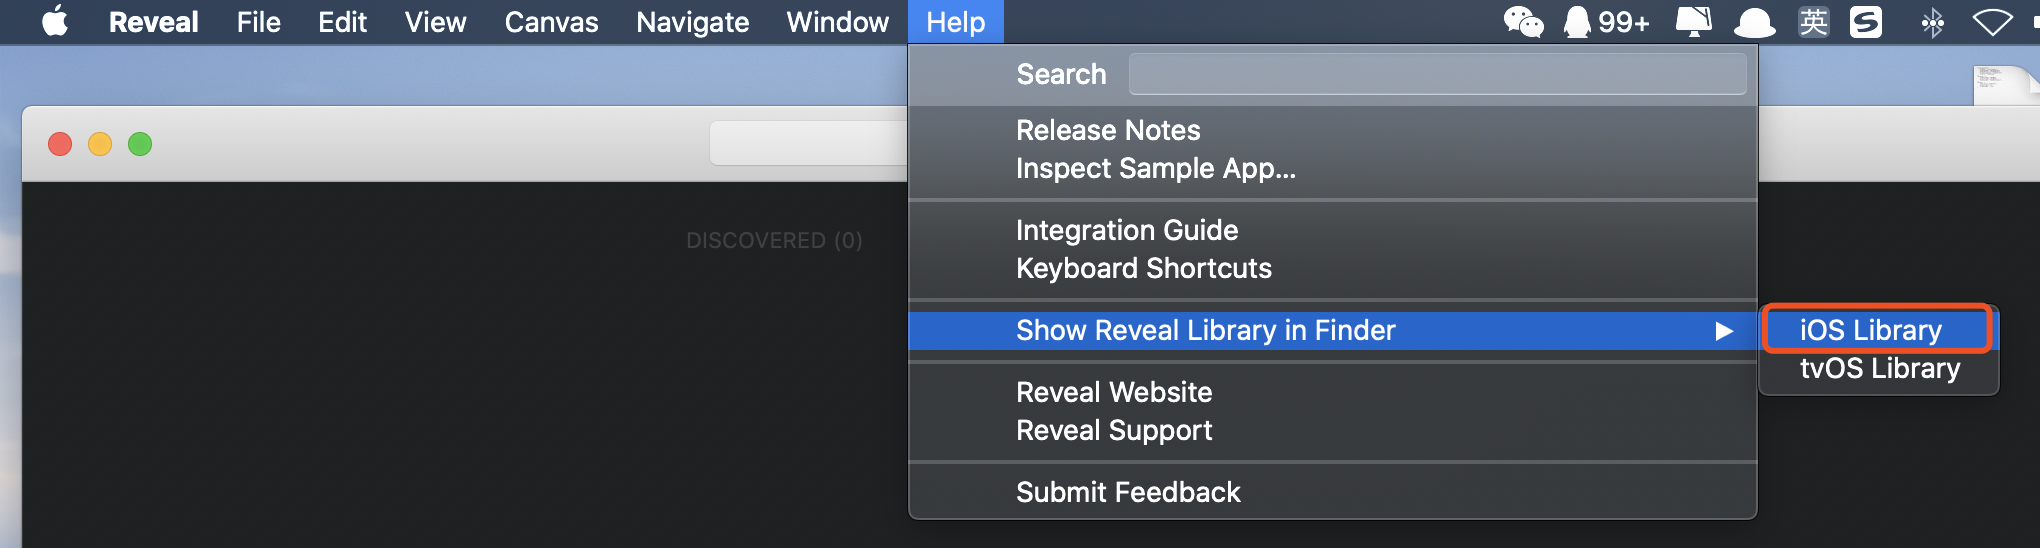 Reveal File Edit View Canvas Navigate Window Help 99+ 英 S
Search
Release Notes
Inspect Sample App...
Integration Guide
DISCOVERED (0)
Keyboard Shortcuts
Show Reveal Library in Finder
iOS Library
tvOS Library
Reveal Website
Reveal Support
Submit Feedback